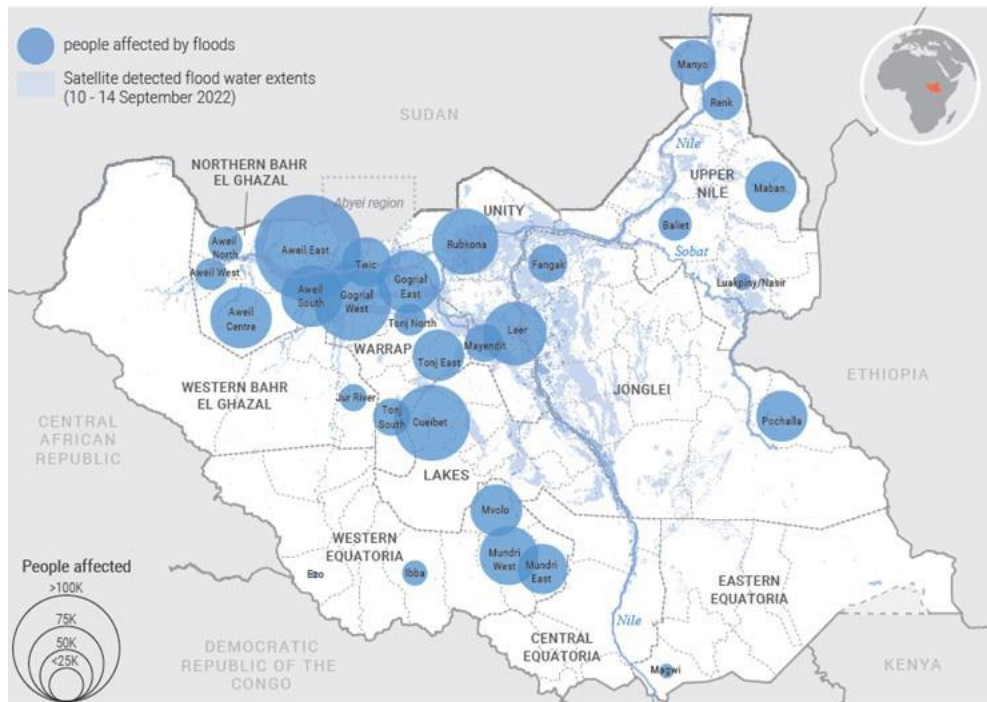 people affected by floods
Satellite detected flood water extents
(10 - 14 September 2022)
SUDAN
Manyo
Renk
Nile
NORTHERN BAHR
EL GHAZAL
Abyei region
UPPER
NILE
Maban
UNITY
Aweil
North
Aweil East
Rubkona
Baliet
Sobat
Twic
Fangak
Aweil West
Gogrial
East
Luakpiny/Nasir
Aweil
South
Gogrial
West
Aweil
Centre
Tonj North
Leer
Mayendit
WARRAP
Tonj East
WESTERN BAHR
EL GHAZAL
JONGLEI
ETHIOPIA
Jur River
CENTRAL
AFRICAN
REPUBLIC
Tonj
South
Cueibet
Pochalla
LAKES
Mvolo
WESTERN
EQUATORIA
Mundri
West
Mundri
East
Ezo
Ibba
EASTERN
EQUATORIA
People affected
>100K
75K
50K
<25K
Nile
CENTRAL
EQUATORIA
DEMOCRATIC
REPUBLIC OF THE
CONGO
Magwi
KENYA